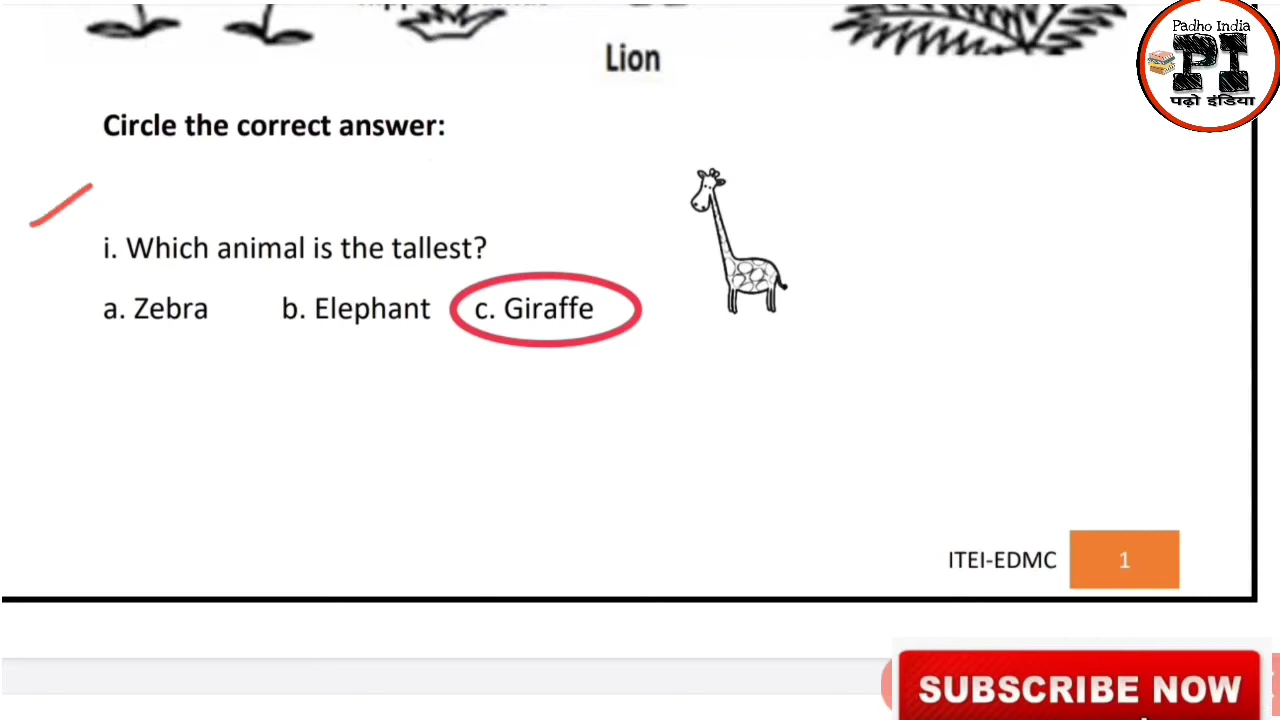 Lion
Padho India
PI
पढ़ो इंडिया
Circle the correct answer:
i. Which animal is the tallest?
a. Zebra b. Elephant c. Giraffe
ITEI-EDMC 1
SUBSCRIBE NOW